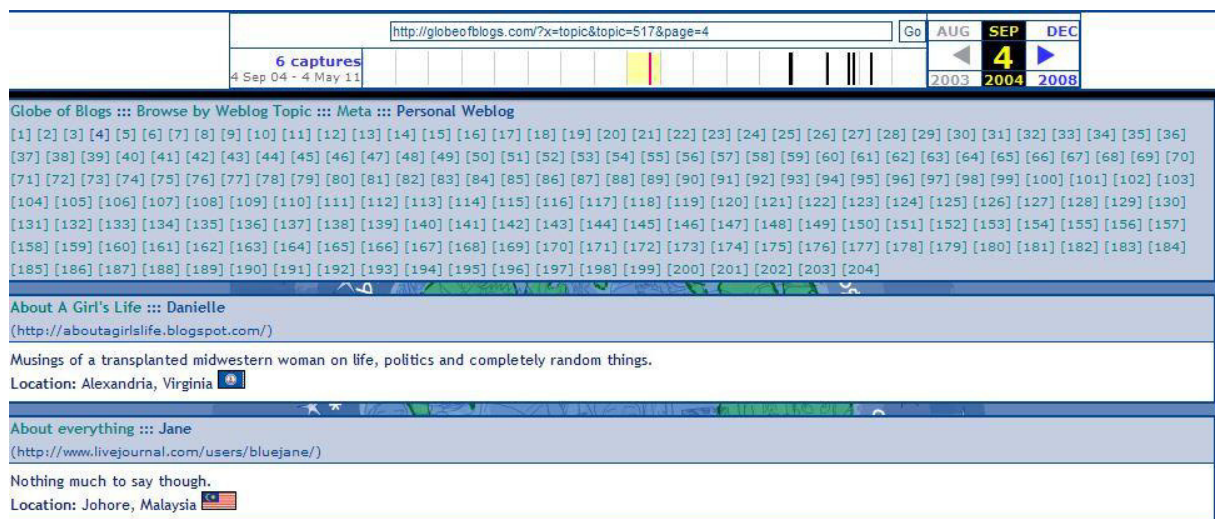 http://globeofblogs.com/?x=topic&topic=517&page=4 Go AUG SEP DEC
6 captures 4
4 Sep 04 - 4 May 11 2003 2004 2008
Globe of Blogs ::: Browse by Weblog Topic ::: Meta ::: Personal Weblog
[1] [2] [3] [4] [5] [6] [7] [8] [9] [10] [11] [12] [13] [14] [15] [16] [17] [18] [19] [20] [21] [22] [23] [24] [25] [26] [27] [28] [29] [30] [31] [32] [33] [34] [35] [36]
[37] [38] [39] [40] [41] [42] [43] [44] [45] [46] [47] [48] [49] [50] [51] [52] [53] [54] [55] [56] [57] [58] [59] [60] [61] [62] [63] [64] [65] [66] [67] [68] [69] [70]
[71] [72] [73] [74] [75] [76] [77] [78] [79] [80] [81] [82] [83] [84] [85] [86] [87] [88] [89] [90] [91] [92] [93] [94] [95] [96] [97] [98] [99] [100] [101] [102] [103]
[104] [105] [106] [107] [108] [109] [110] [111] [112] [113] [114] [115] [116] [117] [118] [119] [120] [121] [122] [123] [124] [125] [126] [127] [128] [129] [130]
[131] [132] [133] [134] [135] [136] [137] [138] [139] [140] [141] [142] [143] [144] [145] [146] [147] [148] [149] [150] [151] [152] [153] [154] [155] [156] [157]
[158] [159] [160] [161] [162] [163] [164] [165] [166] [167] [168] [169] [170] [171] [172] [173] [174] [175] [176] [177] [178] [179] [180] [181] [182] [183] [184]
[185] [186] [187] [188] [189] [190] [191] [192] [193] [194] [195] [196] [197] [198] [199] [200] [201] [202] [203] [204]
About A Girl's Life ::: Danielle
(http://aboutagirlslife.blogspot.com/)
Musings of a transplanted midwestern woman on life, politics and completely random things.
Location: Alexandria, Virginia
About everything ::: Jane
(http://www.livejournal.com/users/bluejane/)
Nothing much to say though.
Location: Johore, Malaysia